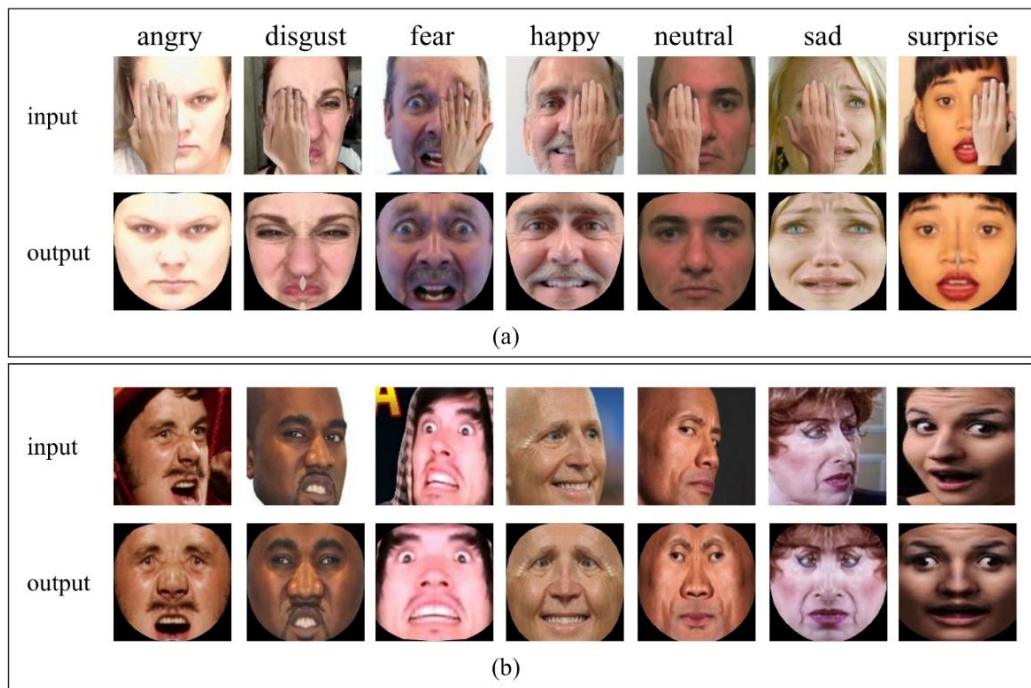 angry disgust fear happy neutral sad surprise
input
output
(a)
A
input
output
(b)